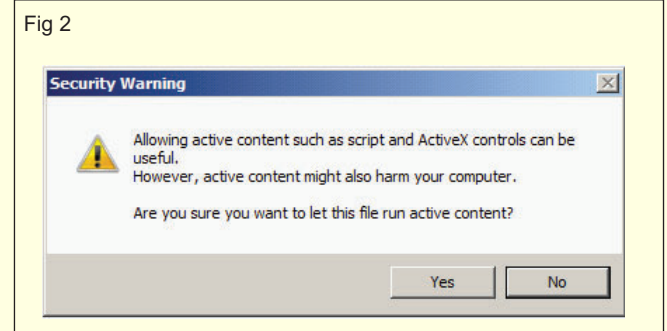 Fig 2
Security Warning
Allowing active content such as script and ActiveX controls can be
useful.
However, active content might also harm your computer.
Are you sure you want to let this file run active content?
Yes
No